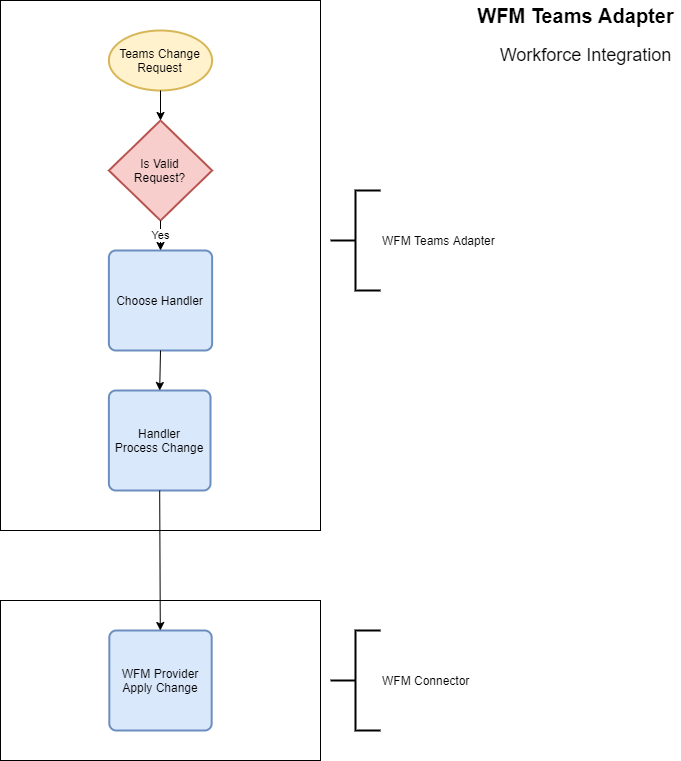 WFM Teams Adapter
Workforce Integration
Teams Change
Request
Is Valid
Request?
Yes
Choose Handler
Handler
Process Change
WFM Teams Adapter
WFM Provider
Apply Change
WFM Connector